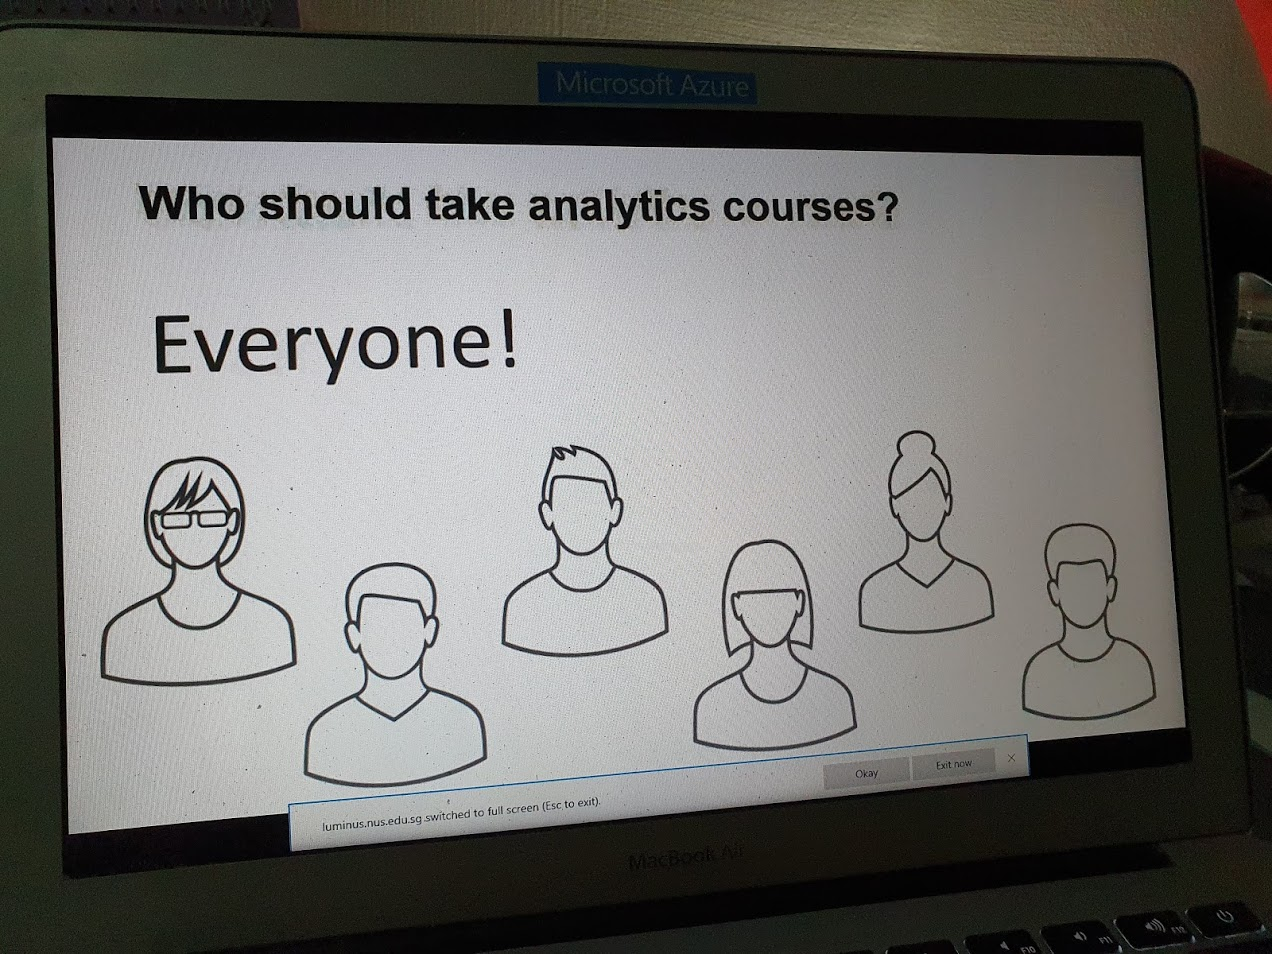 Microsoft Azure
Who should take analytics courses?
Everyone!
Okay
Exit now
luminus.nus.edu.sg switched to full screen (Esc to exit).
MacBook Air
F10
F11
F12